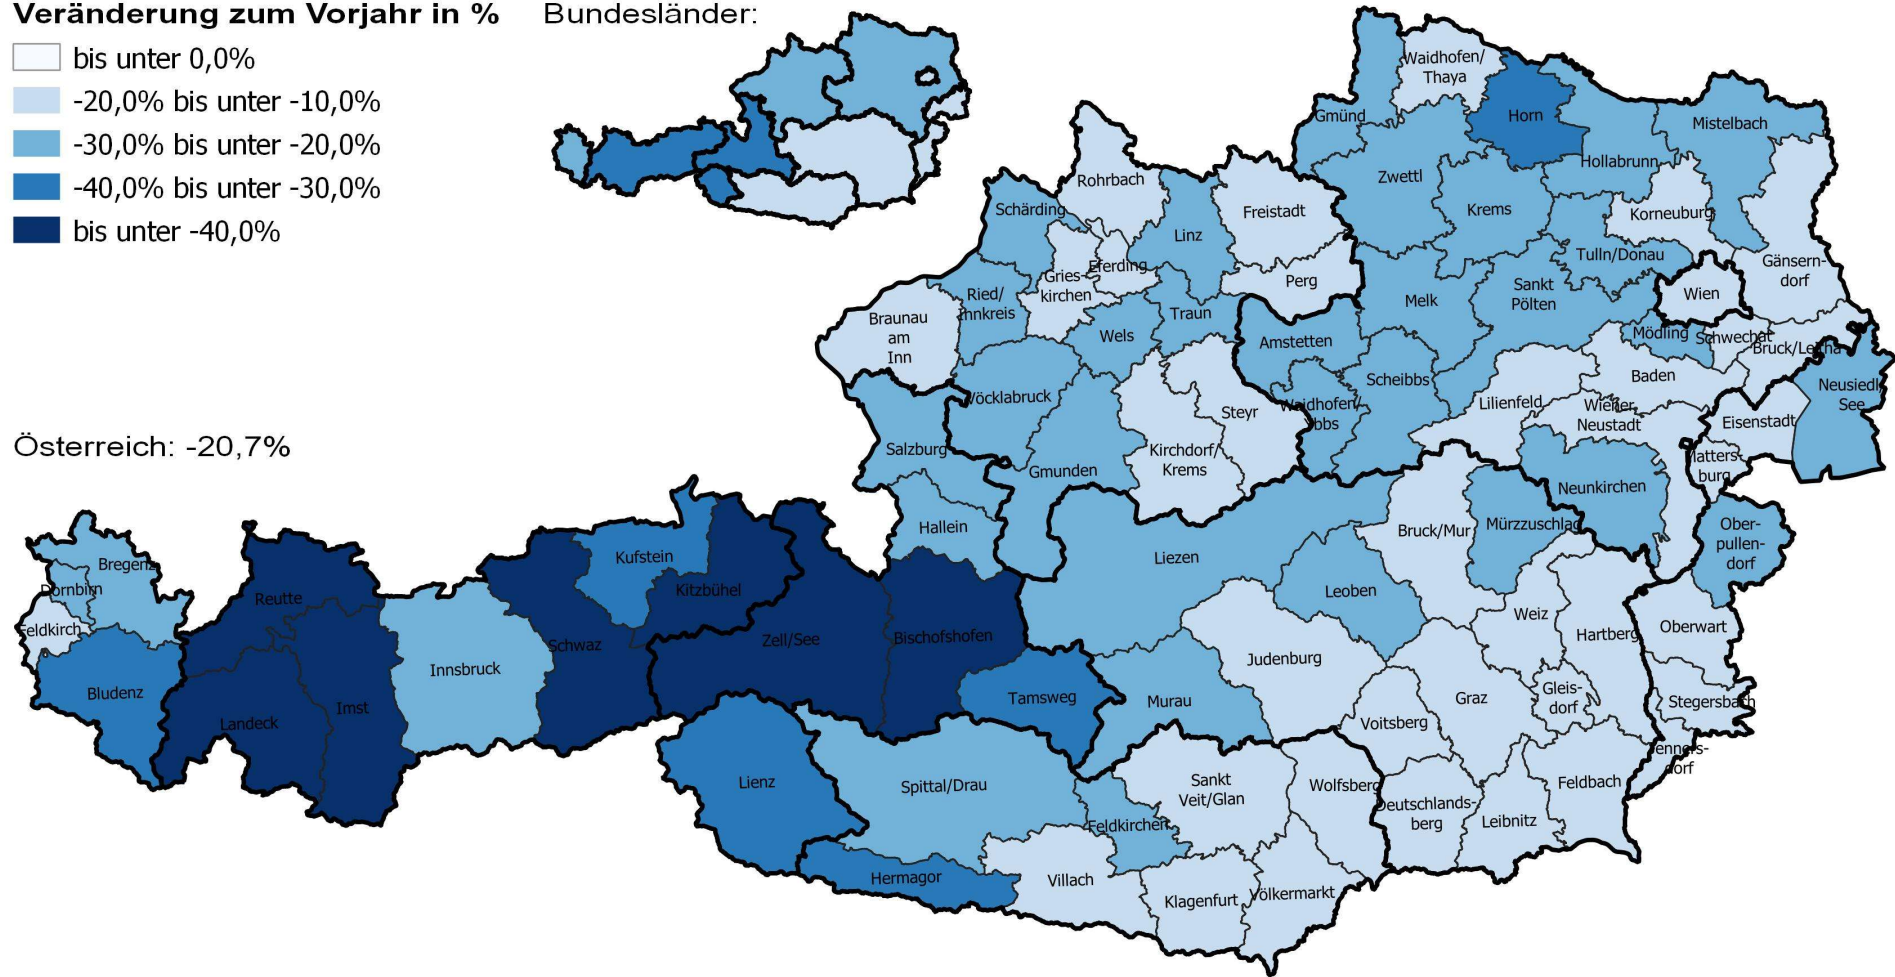 Veränderung zum Vorjahr in %
bis unter 0,0%
-20,0% bis unter -10,0%
-30,0% bis unter -20,0%
-40,0% bis unter -30,0%
bis unter -40,0%
Bundesländer:
Österreich: -20,7%
Waidhofen/
Thaya
Gmünd
Horn
Mistelbach
Hollabrunn
Zwettl
Krems
Korneuburg
Rohrbach
Schärding
Freistadt
Linz
Tulln/Donau
Gänsern-
dorf
Eferding
Gries-
kirchen
Perg
Sankt
Pölten
Melk
Wien
Ried/
Innkreis
Braunau
am
Inn
Traun
Wels
Amstetten
Mödling
Schwechat
Bruck/Leitha
Scheibbs
Baden
Neusiedl/
See
Vöcklabruck
Waidhofen/
Ybbs
Steyr
Lilienfeld
Wiener
Neustadt
Eisenstadt
Salzburg
Kirchdorf/
Krems
Gmunden
Matters-
burg
Neunkirchen
Hallein
Bruck/Mur
Mürzzuschlag
Ober-
pullen-
dorf
Liezen
Kufstein
Bregenz
Dornbirn
Reutte
Kitzbühel
Leoben
Feldkirch
Schwaz
Zell/See
Bischofshofen
Weiz
Hartberg
Oberwart
Innsbruck
Judenburg
Bludenz
Imst
Landeck
Tamsweg
Murau
Graz
Gleis-
dorf
Voitsberg
Stegersbach
Jenners-
dorf
Lienz
Spittal/Drau
Sankt
Veit/Glan
Wolfsberg
Feldbach
Deutschlands-
berg
Leibnitz
Feldkirchen
Hermagor
Villach
Klagenfurt
Völkermarkt